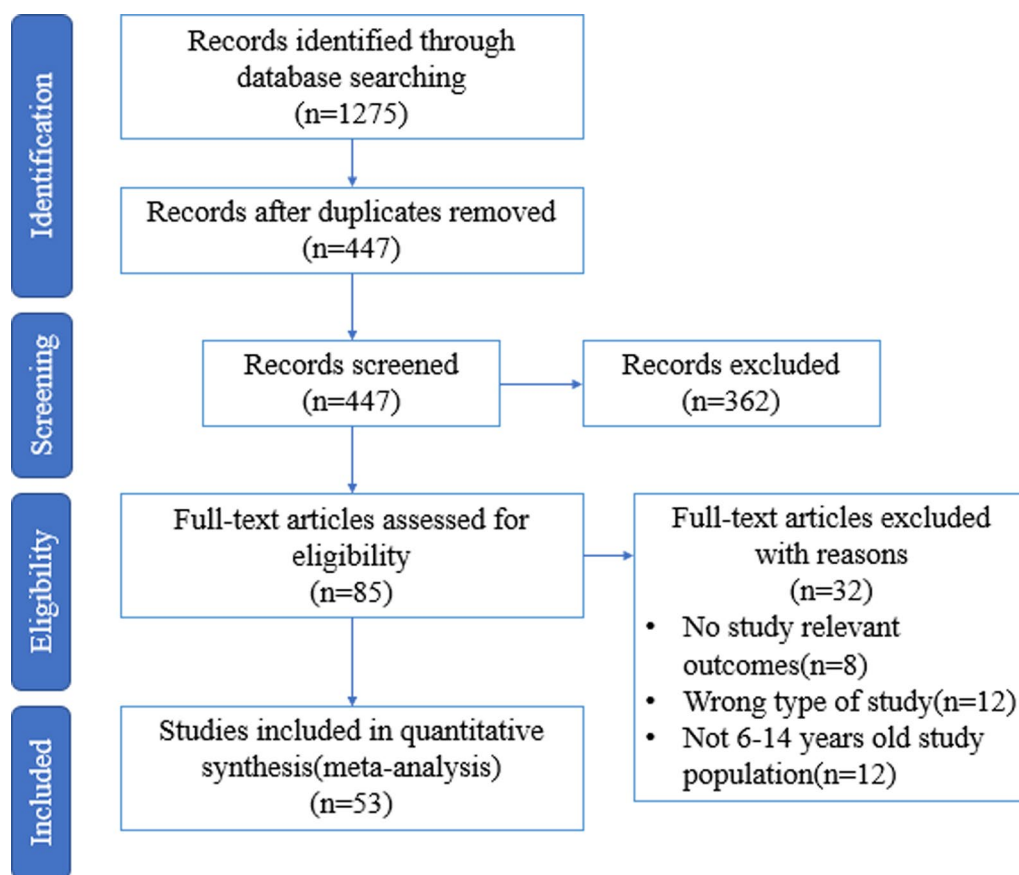 Identification
Records identified through
database searching
(n=1275)
Records after duplicates removed
(n=447)
Screening
Records screened
(n=447)
Records excluded
(n=362)
Eligibility
Full-text articles assessed for
eligibility
(n=85)
Full-text articles excluded
with reasons
(n=32)
• No study relevant
outcomes(n=8)
• Wrong type of study(n=12)
• Not 6-14 years old study
population(n=12)
Included
Studies included in quantitative
synthesis(meta-analysis)
(n=53)